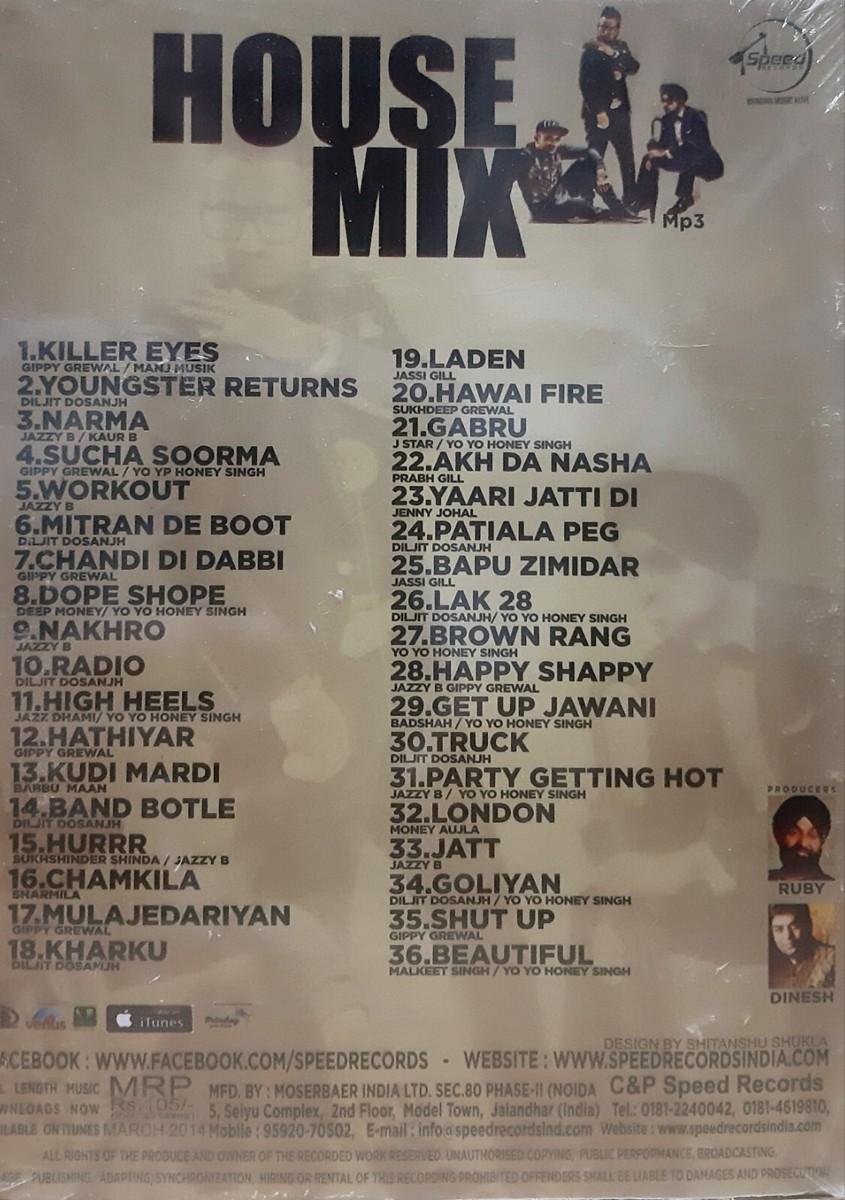 HOUSE
MIX
Mp3
Speed
RECORDS
1.KILLER EYES
GIPPY GREWAL / MANJ MUSIK
2.YOUNGSTER RETURNS
DILJIT DOSANJH
3.NARMA
JAZZY B / KAUR B
4.SUCHA SOORMA
GIPPY GREWAL / YO YP HONEY SINGH
5.WORKOUT
JAZZY B
6.MITRAN DE BOOT
DILJIT DOSANJH
7.CHANDI DI DABBI
GIPPY GREWAL
8.DOPE SHOPE
DEEP MONEY/ YO YO HONEY SINGH
9.NAKHRO
JAZZY B
10.RADIO
DILJIT DOSANJH
11.HIGH HEELS
JAZZ DHAMI/ YO YO HONEY SINGH
12.HATHIYAR
GIPPY GREWAL
13.KUDI MARDI
BABBU MAAN
14.BAND BOTLE
DILJIT DOSANJH
15.HURRR
SUKHSHINDER SHINDA / JAZZY B
16.CHAMKILA
SHARMILA
17.MULAJEDARIYAN
GIPPY GREWAL
18.KHARKU
DILJIT DOSANJH
19.LADEN
JASSI GILL
20.HAWAI FIRE
SUKHDEEP GREWAL
21.GABRU
J STAR / YO YO HONEY SINGH
22.AKH DA NASHA
PRABH GILL
23.YAARI JATTI DI
JENNY JOHAL
24.PATIALA PEG
DILJIT DOSANJH
25.BAPU ZIMIDAR
JASSI GILL
26.LAK 28
DILJIT DOSANJH/ YO YO HONEY SINGH
27.BROWN RANG
YO YO HONEY SINGH
28.HAPPY SHAPPY
JAZZY B GIPPY GREWAL
29.GET UP JAWANI
BADSHAH / YO YO HONEY SINGH
30.TRUCK
DILJIT DOSANJH
31.PARTY GETTING HOT
JAZZY B / YO YO HONEY SINGH
32.LONDON
MONEY AUJLA
33.JATT
JAZZY B
34.GOLIYAN
DILJIT DOSANJH / YO YO HONEY SINGH
35.SHUT UP
GIPPY GREWAL
36.BEAUTIFUL
MALKEET SINGH / YO YO HONEY SINGH
PRODUCERS
RUBY
DINESH
venus
iTunes
DESIGN BY SHITANSHU SHUKLA
ACEBOOK : WWW.FACEBOOK.COM/SPEEDRECORDS - WEBSITE : WWW.SPEEDRECORDSINDIA.COM
LENGTH MUSIC MRP MFD. BY : MOSERBAER INDIA LTD. SEC.80 PHASE-II (NOIDA C&P Speed Records
WNLOADS NOW Rs. 105/- 5, Selyu Complex, 2nd Floor, Model Town, Jalandhar (India) Tel.: 0181-2240042, 0181-4619810,
ILABLE ON ITUNES MARCH 2014 Mobile : 95920-70502, E-mail : info@speedrecordsind.com Website : www.speedrecordsindia.com
ALL RIGHTS OF THE PRODUCE AND OWNER OF THE RECORDED WORK RESERVED. UNAUTHORISED COPYING, PUBLIC PERFORMANCE, BROADCASTING,
PUBLISHING, ADAPTING, SYNCHRONIZATION, HIRING OR RENTAL OF THIS RECORDING PROHIBITED OFFENDERS SHALL BE LIABLE TO DAMAGES AND PROSECUTION